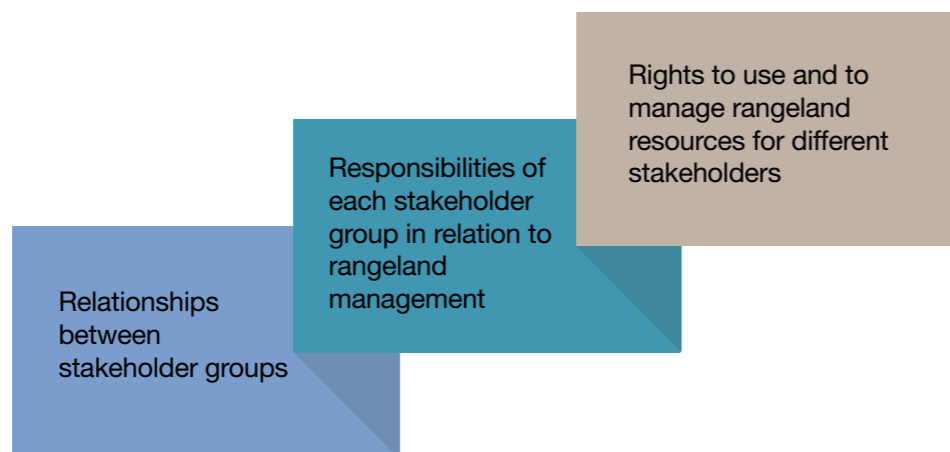 Relationships
between
stakeholder groups
Responsibilities of
each stakeholder
group in relation to
rangeland
management
Rights to use and to
manage rangeland
resources for different
stakeholders